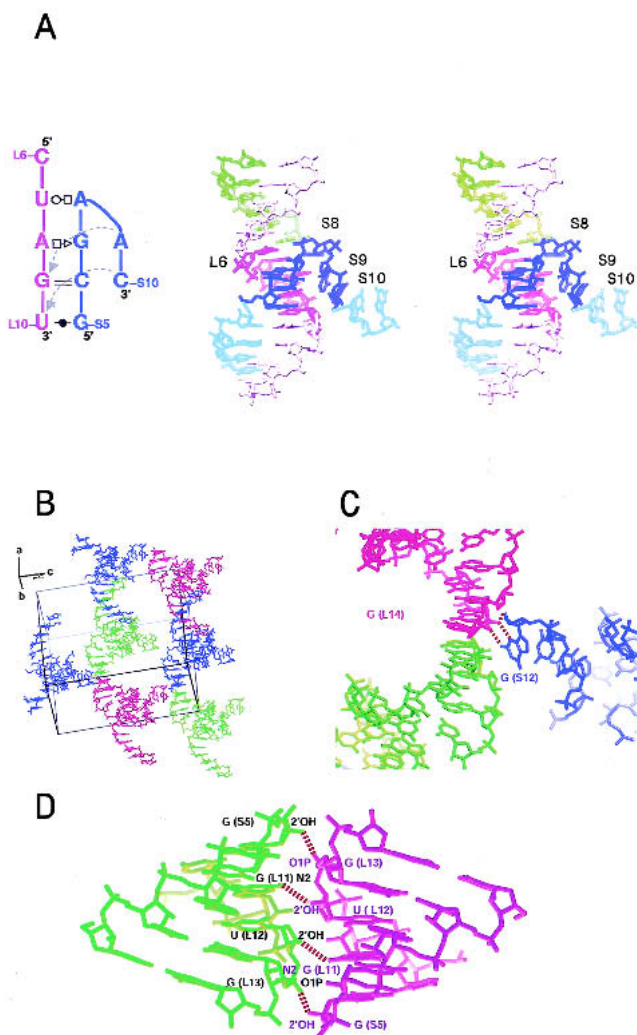 A
5'
L6 C
U A
A G A
G C C S10
3'
L10 U G S5
3' 5'
S8
L6 S9
S10
S8
S9
L6 S10
B
a
c
b
C
G (L14)
G (S12)
D
G (S5) 2'OH
O1P G (L13)
G (L11) N2
2'OH U (L12)
U (L12) 2'OH
N2 G (L11)
G (L13) O1P
2'OH G (S5)